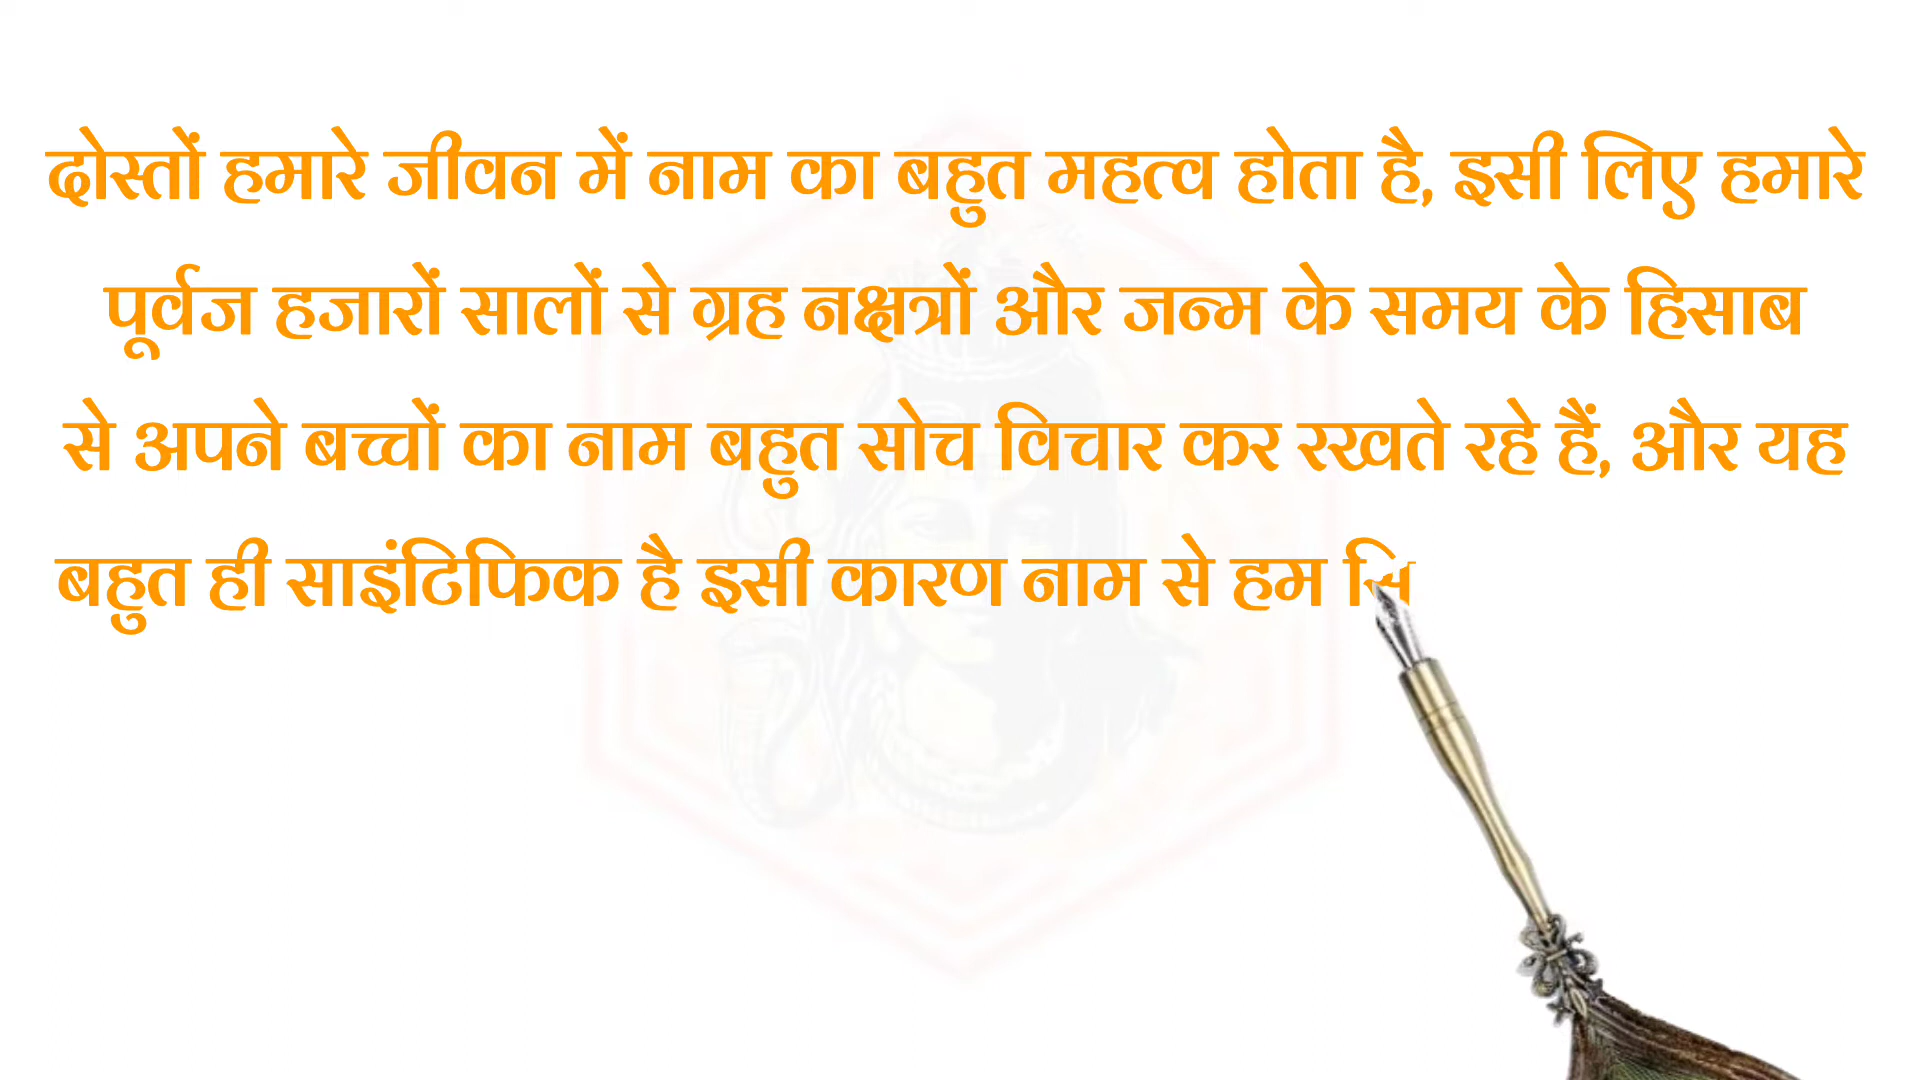 दोस्तों हमारे जीवन में नाम का बहुत महत्व होता है, इसी लिए हमारे
पूर्वज हजारों सालों से ग्रह नक्षत्रों और जन्म के समय के हिसाब
से अपने बच्चों का नाम बहुत सोच विचार कर रखते रहे हैं, और यह
बहुत ही साइंटिफिक है इसी कारण नाम से हम